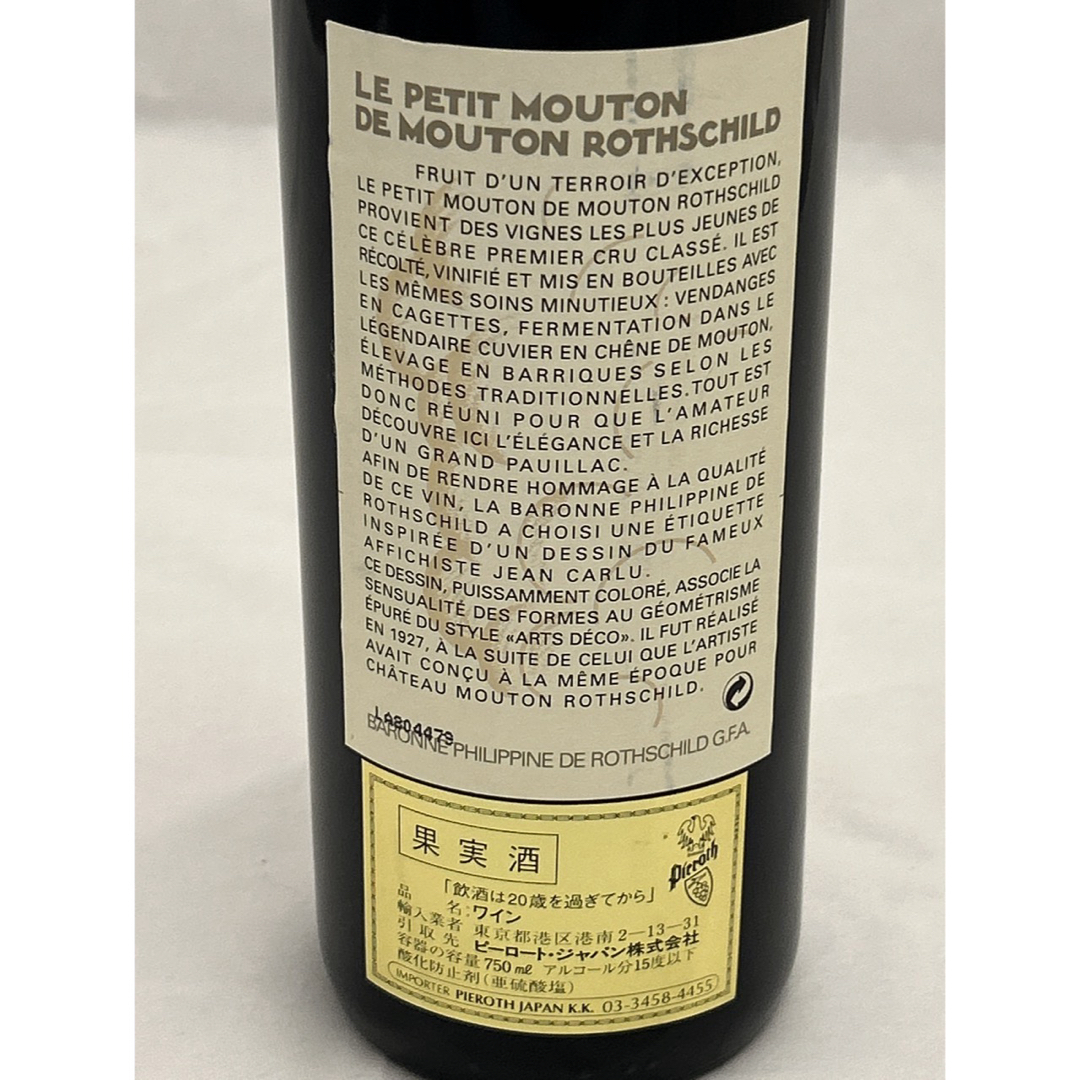 LE PETIT MOUTON
DE MOUTON ROTHSCHILD
FRUIT D'UN TERROIR D'EXCEPTION,
LE PETIT MOUTON DE MOUTON ROTHSCHILD
PROVIENT DES VIGNES LES PLUS JEUNES DE
CE CÉLÈBRE PREMIER CRU CLASSÉ. IL EST
RÉCOLTÉ, VINIFIÉ ET MIS EN BOUTEILLES AVEC
LES MÊMES SOINS MINUTIEUX : VENDANGES
EN CAGETTES, FERMENTATION DANS LE
LÉGENDAIRE CUVIER EN CHÊNE DE MOUTON,
ÉLEVAGE EN BARRIQUES SELON LES
MÉTHODES TRADITIONNELLES. TOUT EST
DONC RÉUNI POUR QUE L'AMATEUR
DÉCOUVRE ICI L'ÉLÉGANCE ET LA RICHESSE
D'UN GRAND PAUILLAC.
AFIN DE RENDRE HOMMAGE À LA QUALITÉ
DE CE VIN, LA BARONNE PHILIPPINE DE
ROTHSCHILD A CHOISI UNE ÉTIQUETTE
INSPIRÉE D'UN DESSIN DU FAMEUX
AFFICHISTE JEAN CARLU.
CE DESSIN, PUISSAMMENT COLORÉ, ASSOCIE LA
SENSUALITÉ DES FORMES AU GÉOMÉTRISME
ÉPURÉ DU STYLE «ARTS DÉCO». IL FUT RÉALISÉ
EN 1927, À LA SUITE DE CELUI QUE L'ARTISTE
AVAIT CONÇU À LA MÊME ÉPOQUE POUR
CHÂTEAU MOUTON ROTHSCHILD.
LA804479
BARONNE PHILIPPINE DE ROTHSCHILD G.F.A.
果実酒
Pieroth
「飲酒は20歳を過ぎてから」
品 名:ワイン
輸入業者 東京都港区港南2-13-31
引取先 ピーロート・ジャパン株式会社
容器の容量 750㎖ アルコール分15度以下
酸化防止剤(亜硫酸塩)
IMPORTER PIEROTH JAPAN K.K. 03-3458-4455